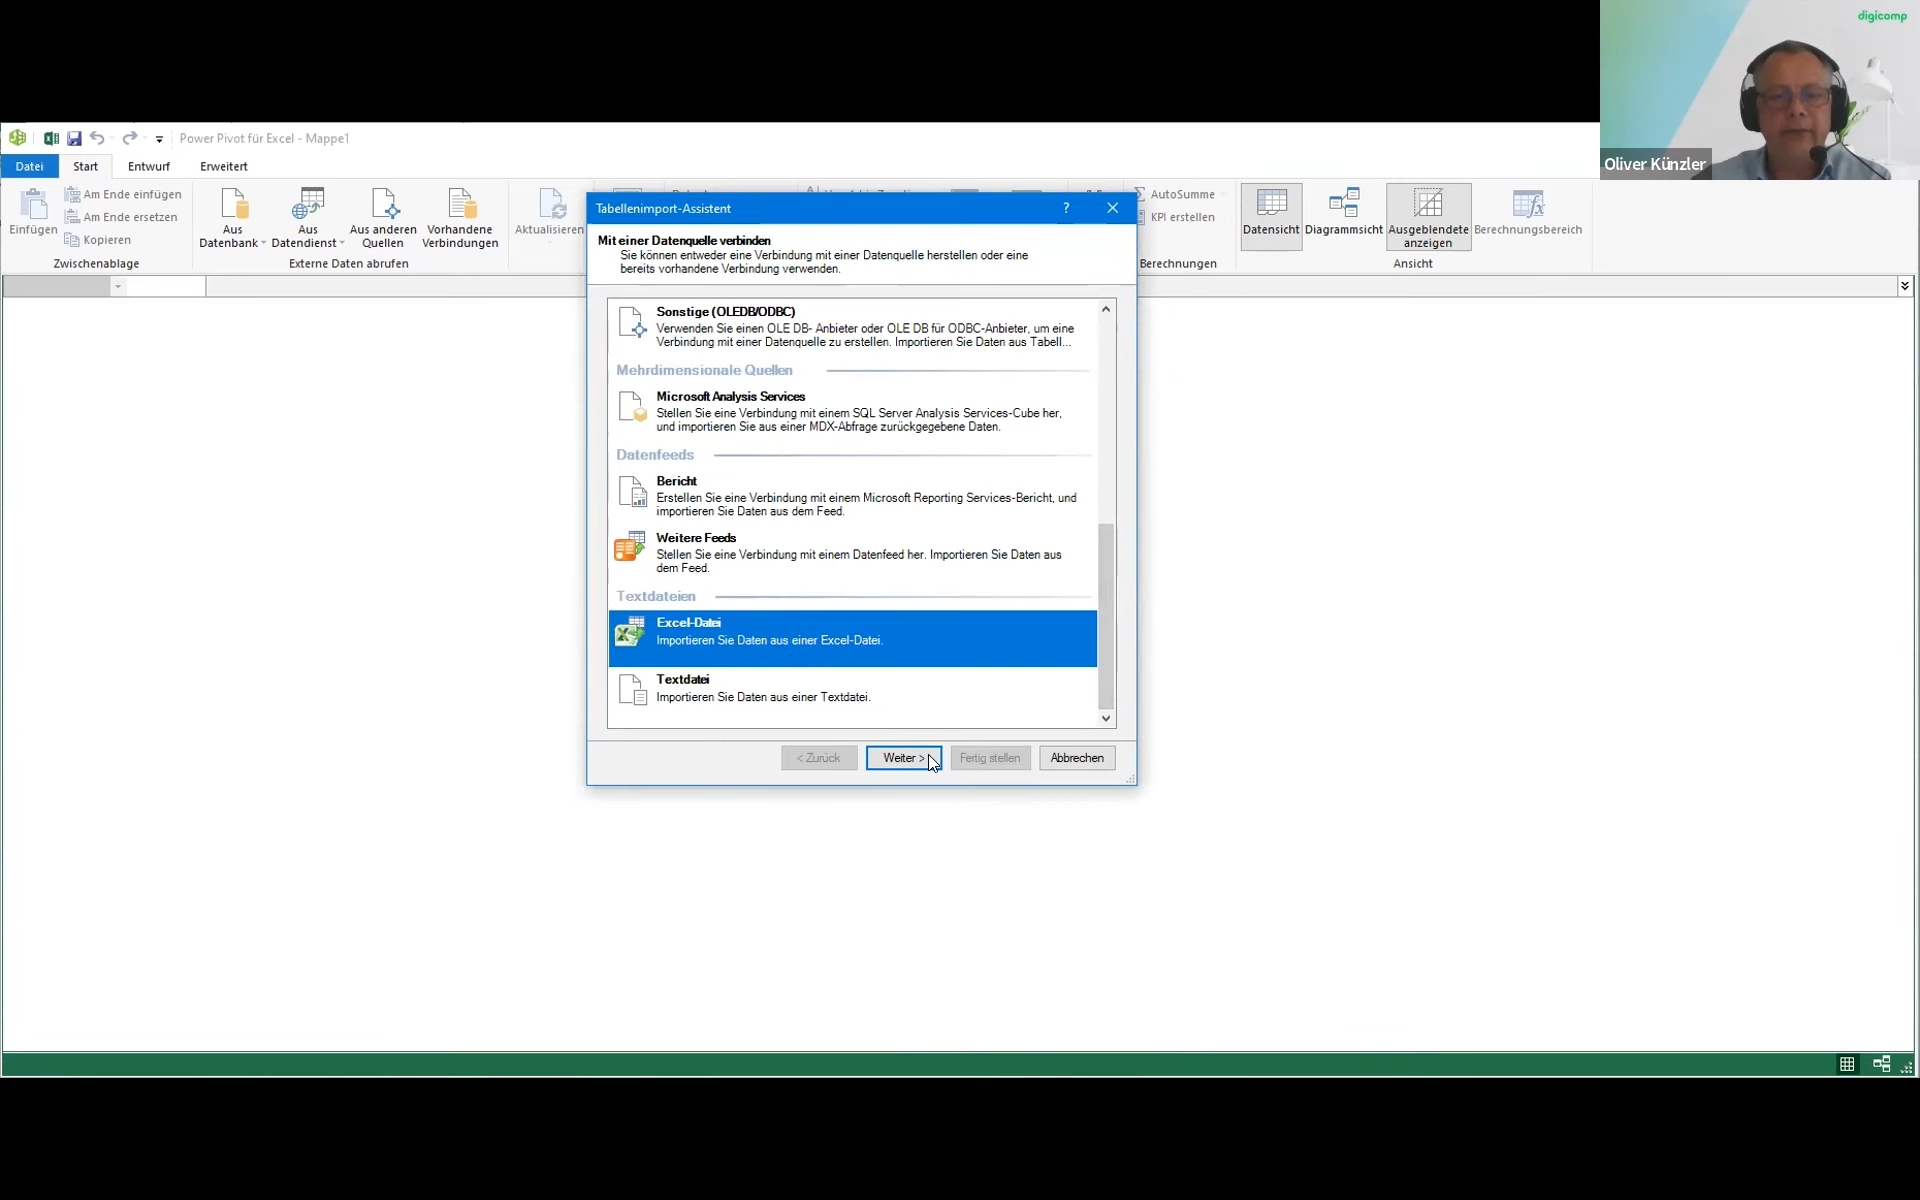 digicomp
Oliver Künzler
Power Pivot für Excel - Mappe1
Datei
Start
Entwurf
Erweitert
Einfügen
Am Ende einfügen
Am Ende ersetzen
Kopieren
Zwischenablage
Aus
Datenbank
Aus
Datendienst
Aus anderen
Quellen
Vorhandene
Verbindungen
Externe Daten abrufen
Aktualisieren
AutoSumme
KPI erstellen
Berechnungen
Datensicht
Diagrammsicht
Ausgeblendete
anzeigen
Berechnungsbereich
Ansicht
Tabellenimport-Assistent
?
Mit einer Datenquelle verbinden
Sie können entweder eine Verbindung mit einer Datenquelle herstellen oder eine
bereits vorhandene Verbindung verwenden.
Sonstige (OLEDB/ODBC)
Verwenden Sie einen OLE DB- Anbieter oder OLE DB für ODBC-Anbieter, um eine
Verbindung mit einer Datenquelle zu erstellen. Importieren Sie Daten aus Tabell...
Mehrdimensionale Quellen
Microsoft Analysis Services
Stellen Sie eine Verbindung mit einem SQL Server Analysis Services-Cube her,
und importieren Sie aus einer MDX-Abfrage zurückgegebene Daten.
Datenfeeds
Bericht
Erstellen Sie eine Verbindung mit einem Microsoft Reporting Services-Bericht, und
importieren Sie Daten aus dem Feed.
Weitere Feeds
Stellen Sie eine Verbindung mit einem Datenfeed her. Importieren Sie Daten aus
dem Feed.
Textdateien
Excel-Datei
Importieren Sie Daten aus einer Excel-Datei.
Textdatei
Importieren Sie Daten aus einer Textdatei.
< Zurück
Weiter >
Fertig stellen
Abbrechen